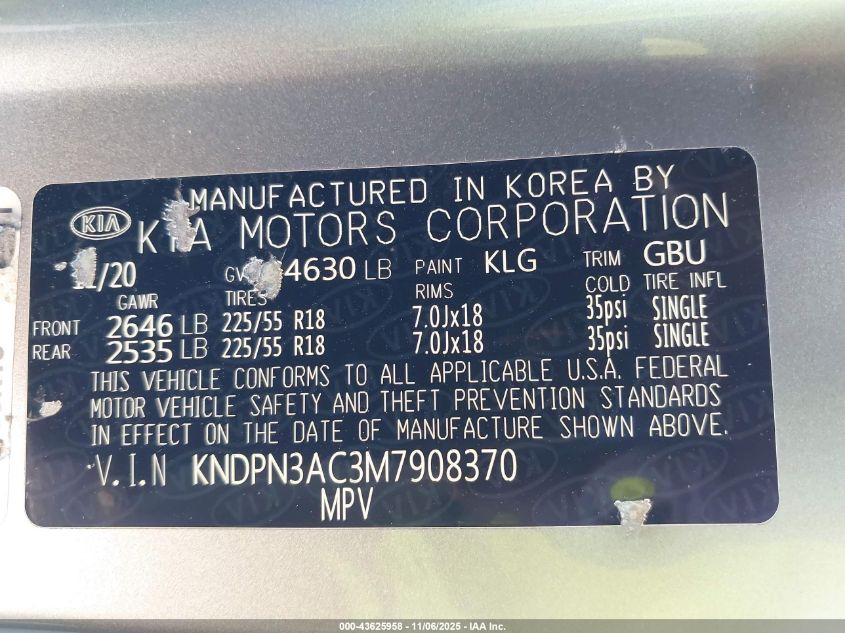 MANUFACTURED IN KOREA BY
KIA KIA MOTORS CORPORATION
/20 GV 4630 LB PAINT KLG TRIM GBU
GAWR TIRES RIMS COLD TIRE INFL
FRONT 2646 LB 225/55 R18 7.0Jx18 35psi SINGLE
REAR 2535 LB 225/55 R18 7.0Jx18 35psi SINGLE
THIS VEHICLE CONFORMS TO ALL APPLICABLE U.S.A. FEDERAL
MOTOR VEHICLE SAFETY AND THEFT PREVENTION STANDARDS
IN EFFECT ON THE DATE OF MANUFACTURE SHOWN ABOVE.
V.I.N KNDPN3AC3M7908370
MPV
000-43625958 - 11/06/2025 - IAA Inc.